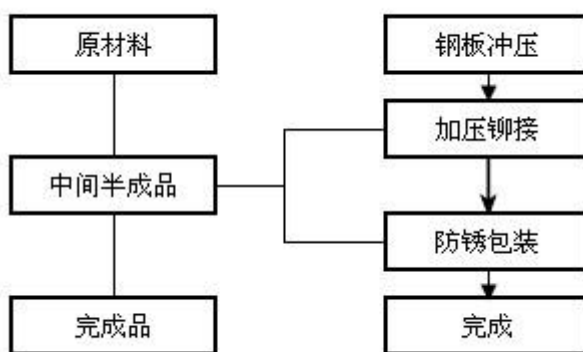 原材料
钢板冲压
加压铆接
中间半成品
防锈包装
完成品
完成